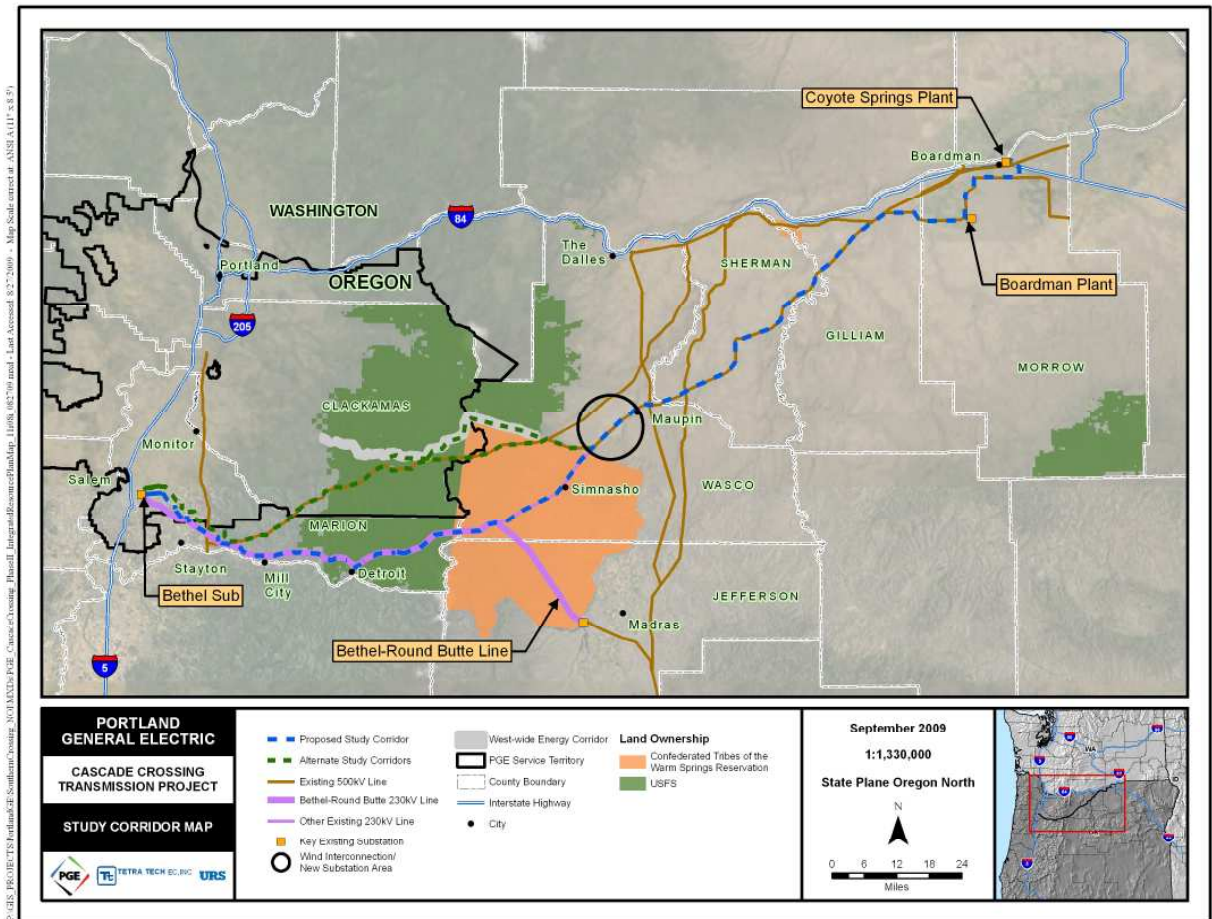 Coyote Springs Plant
Boardman
WASHINGTON
84
Portland
OREGON
The
Dalles
SHERMAN
Boardman Plant
205
GILLIAM
MORROW
CLACKAMAS
Maupin
Monitor
Salem
Simnasho
WASCO
MARION
Stayton
Mill
City
Detroit
Bethel Sub
JEFFERSON
Madras
Bethel-Round Butte Line
5
PORTLAND
GENERAL ELECTRIC
CASCADE CROSSING
TRANSMISSION PROJECT
STUDY CORRIDOR MAP
PGE
Tt
TETRA TECH EC,INC
URS
Proposed Study Corridor
Alternate Study Corridors
Existing 500kV Line
Bethel-Round Butte 230kV Line
Other Existing 230kV Line
Key Existing Substation
Wind Interconnection/
New Substation Area
West-wide Energy Corridor
PGE Service Territory
County Boundary
Interstate Highway
City
Land Ownership
Confederated Tribes of the
Warm Springs Reservation
USFS
September 2009
1:1,330,000
State Plane Oregon North
N
0 6 12 18 24
Miles
WA